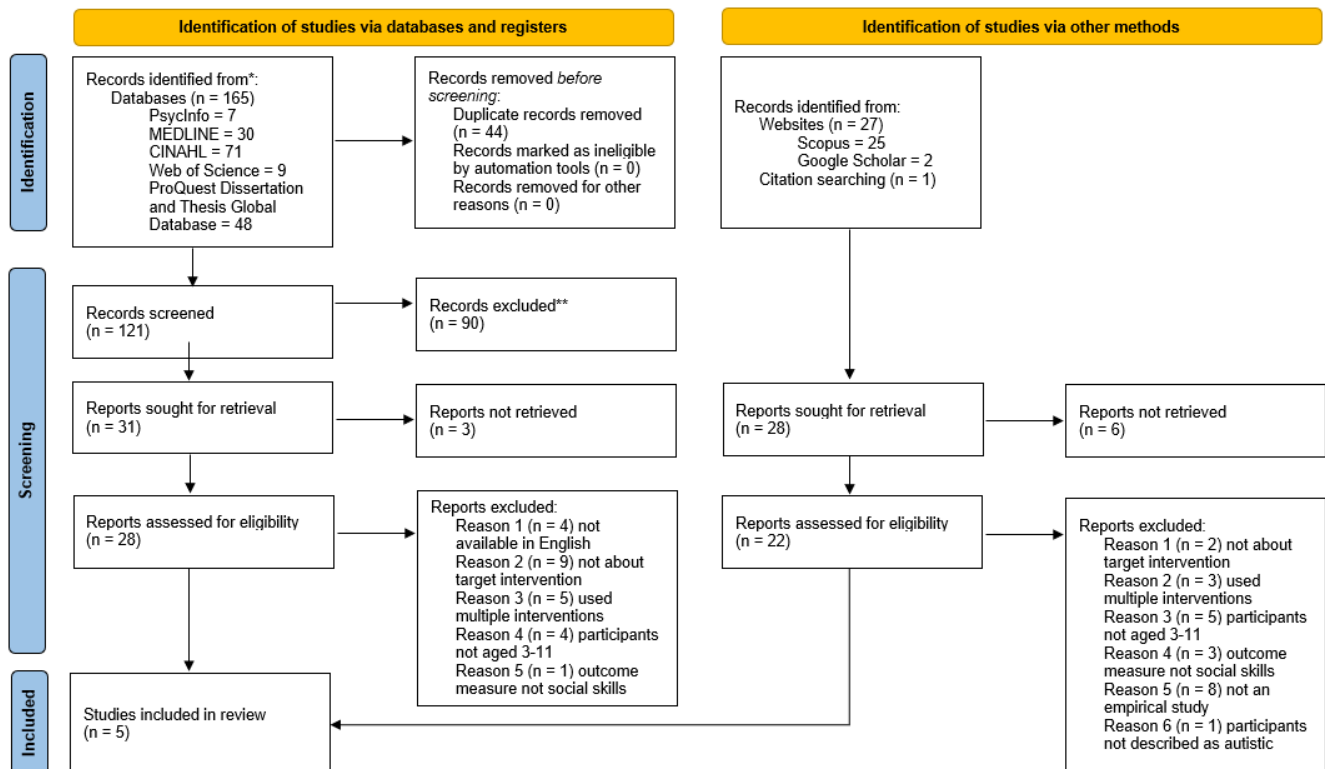 Identification of studies via databases and registers
Identification of studies via other methods
Identification
Records identified from*:
Databases (n = 165)
PsycInfo = 7
MEDLINE = 30
CINAHL = 71
Web of Science = 9
ProQuest Dissertation
and Thesis Global
Database = 48
Records removed before
screening:
Duplicate records removed
(n = 44)
Records marked as ineligible
by automation tools (n = 0)
Records removed for other
reasons (n = 0)
Records identified from:
Websites (n = 27)
Scopus = 25
Google Scholar = 2
Citation searching (n = 1)
Screening
Records screened
(n = 121)
Records excluded**
(n = 90)
Reports sought for retrieval
(n = 31)
Reports not retrieved
(n = 3)
Reports sought for retrieval
(n = 28)
Reports not retrieved
(n = 6)
Reports assessed for eligibility
(n = 28)
Reports excluded:
Reason 1 (n = 4) not
available in English
Reason 2 (n = 9) not about
target intervention
Reason 3 (n = 5) used
multiple interventions
Reason 4 (n = 4) participants
not aged 3-11
Reason 5 (n = 1) outcome
measure not social skills
Reports assessed for eligibility
(n = 22)
Reports excluded:
Reason 1 (n = 2) not about
target intervention
Reason 2 (n = 3) used
multiple interventions
Reason 3 (n = 5) participants
not aged 3-11
Reason 4 (n = 3) outcome
measure not social skills
Reason 5 (n = 8) not an
empirical study
Reason 6 (n = 1) participants
not described as autistic
Included
Studies included in review
(n = 5)